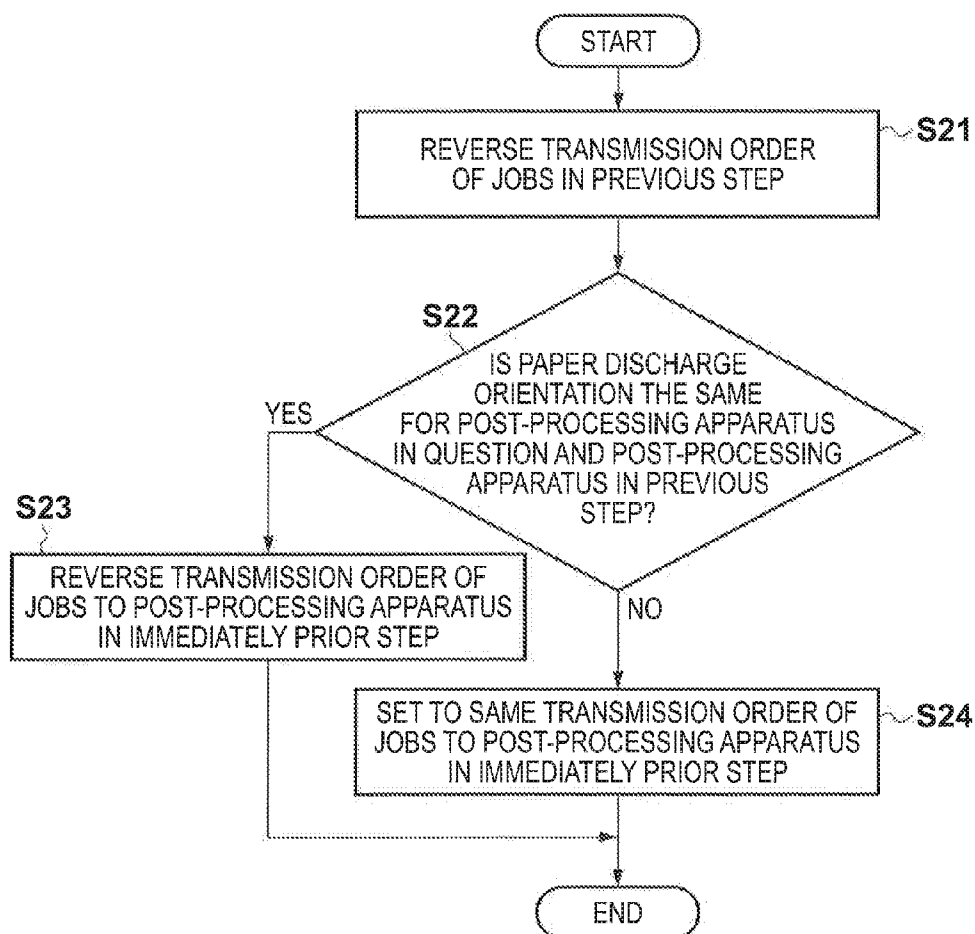 START
S21
REVERSE TRANSMISSION ORDER
OF JOBS IN PREVIOUS STEP
S22
IS PAPER DISCHARGE
ORIENTATION THE SAME
FOR POST-PROCESSING APPARATUS
IN QUESTION AND POST-PROCESSING
APPARATUS IN PREVIOUS
STEP?
YES
NO
S23
REVERSE TRANSMISSION ORDER OF
JOBS TO POST-PROCESSING APPARATUS
IN IMMEDIATELY PRIOR STEP
S24
SET TO SAME TRANSMISSION ORDER OF
JOBS TO POST-PROCESSING APPARATUS
IN IMMEDIATELY PRIOR STEP
END